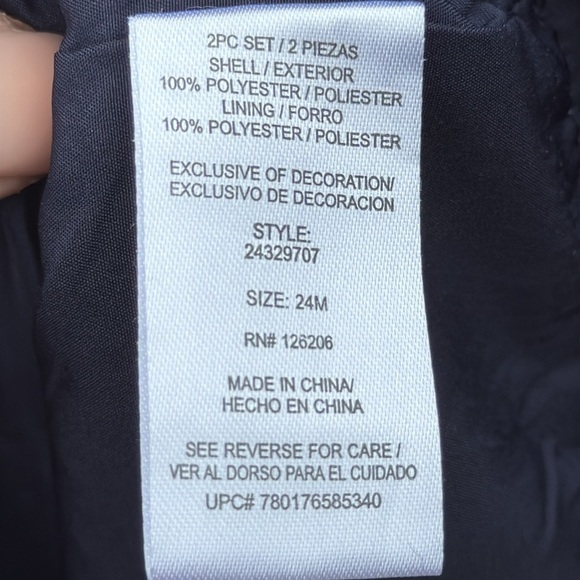 2PC SET / 2 PIEZAS
SHELL / EXTERIOR
100% POLYESTER / POLIESTER
LINING / FORRO
100% POLYESTER / POLIESTER
EXCLUSIVE OF DECORATION/
EXCLUSIVO DE DECORACION
STYLE:
24329707
SIZE: 24M
RN# 126206
MADE IN CHINA/
HECHO EN CHINA
SEE REVERSE FOR CARE /
VER AL DORSO PARA EL CUIDADO
UPC# 780176585340